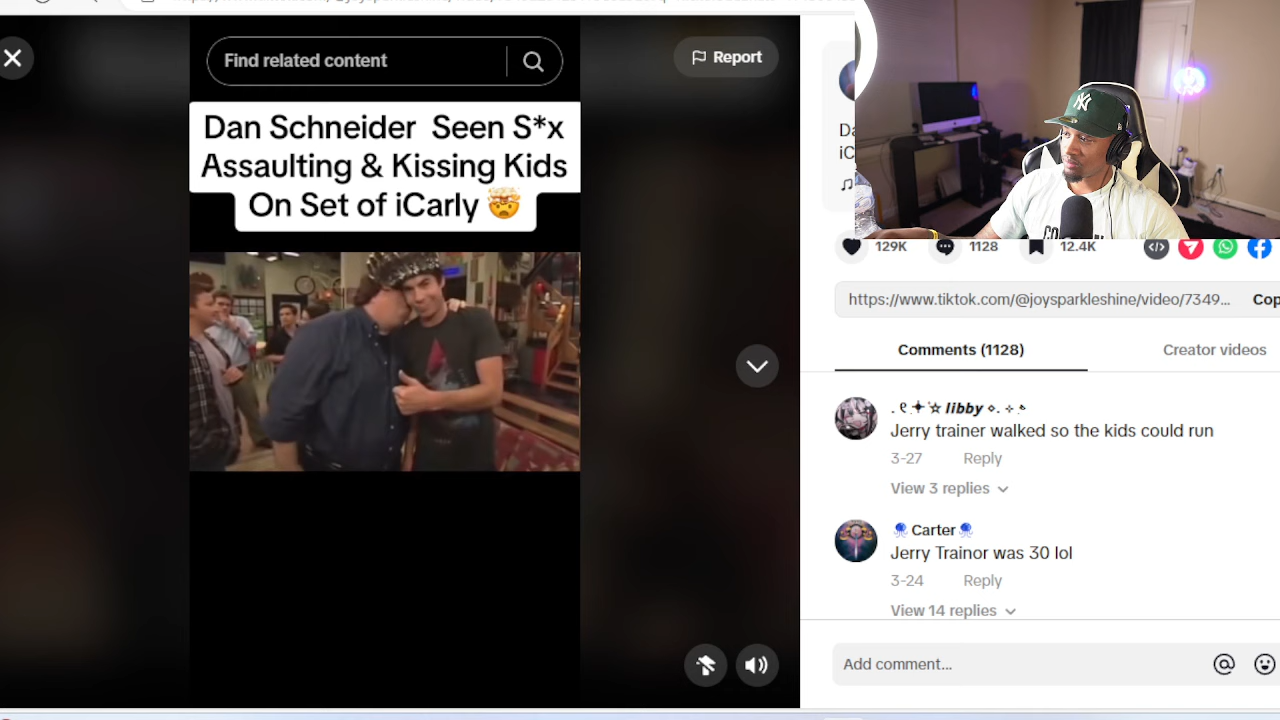 Find related content
Report
Dan Schneider Seen S*x
Assaulting & Kissing Kids
On Set of iCarly 🤯
129K
1128
12.4K
https://www.tiktok.com/@joysparkleshine/video/7349...
Comments (1128)
Creator videos
libby
Jerry trainer walked so the kids could run
3-27 Reply
View 3 replies
Carter
Jerry Trainor was 30 lol
3-24 Reply
View 14 replies
Add comment...